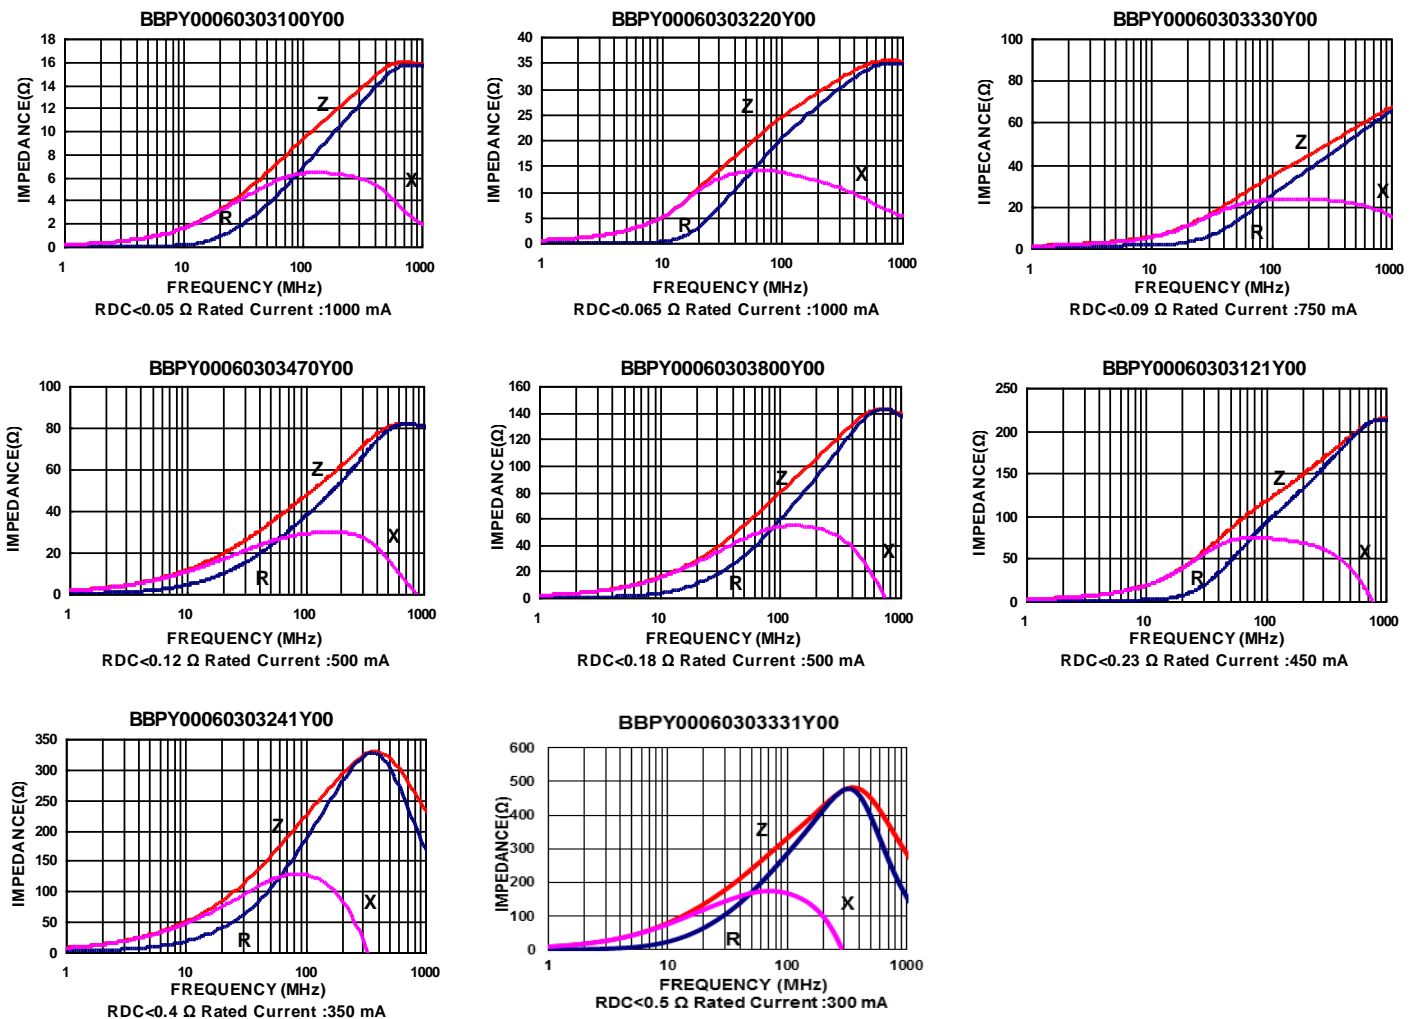 BBPY00060303100Y00
IMPEDANCE(Ω)
18
16
14
12
10
8
6
4
2
0
Z
X
R
1 10 100 1000
FREQUENCY (MHz)
RDC<0.05 Ω Rated Current :1000 mA
BBPY00060303220Y00
IMPEDANCE(Ω)
40
35
30
25
20
15
10
5
0
Z
X
R
1 10 100 1000
FREQUENCY (MHz)
RDC<0.065 Ω Rated Current :1000 mA
BBPY00060303330Y00
IMPECANCE(Ω)
100
80
60
40
20
0
Z
X
R
1 10 100 1000
FREQUENCY (MHz)
RDC<0.09 Ω Rated Current :750 mA
BBPY00060303470Y00
IMPEDANCE(Ω)
100
80
60
40
20
0
Z
X
R
1 10 100 1000
FREQUENCY (MHz)
RDC<0.12 Ω Rated Current :500 mA
BBPY00060303800Y00
IMPEDANCE(Ω)
160
140
120
100
80
60
40
20
0
Z
X
R
1 10 100 1000
FREQUENCY (MHz)
RDC<0.18 Ω Rated Current :500 mA
BBPY00060303121Y00
IMPEDANCE(Ω)
250
200
150
100
50
0
Z
X
R
1 10 100 1000
FREQUENCY (MHz)
RDC<0.23 Ω Rated Current :450 mA
BBPY00060303241Y00
IMPEDANCE(Ω)
350
300
250
200
150
100
50
0
Z
X
R
1 10 100 1000
FREQUENCY (MHz)
RDC<0.4 Ω Rated Current :350 mA
BBPY00060303331Y00
IMPEDANCE(Ω)
600
500
400
300
200
100
0
Z
X
R
1 10 100 1000
FREQUENCY (MHz)
RDC<0.5 Ω Rated Current :300 mA